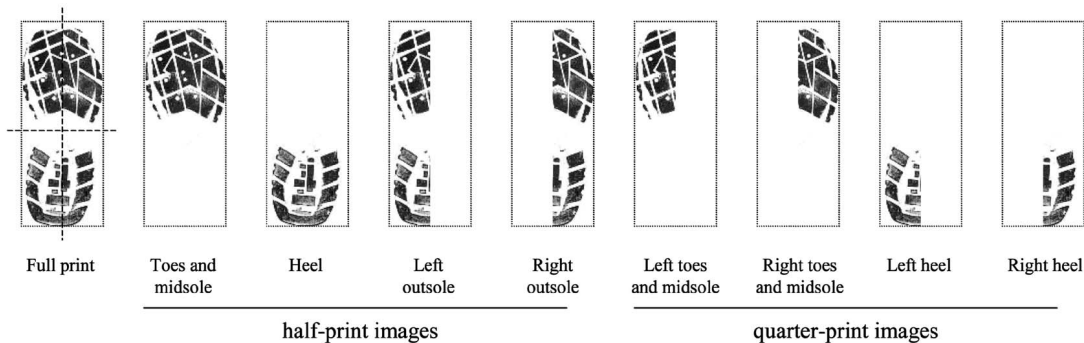 Full print
Toes and
midsole
Heel
Left
outsole
Right
outsole
Left toes
and midsole
Right toes
and midsole
Left heel
Right heel
half-print images
quarter-print images